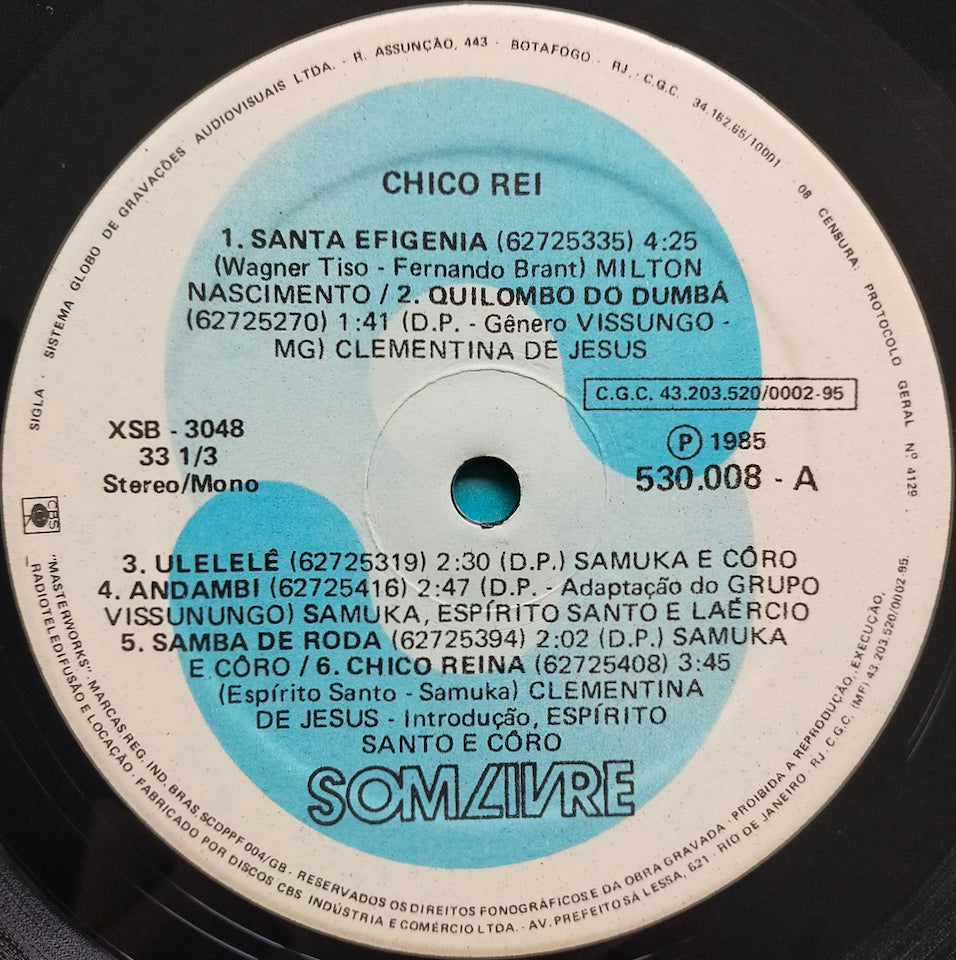 SIGLA · SISTEMA GLOBO DE GRAVAÇÕES AUDIOVISUAIS LTDA. · R. ASSUNÇÃO, 443 · BOTAFOGO · RJ. · C.G.C. 34.162.65/10001 08 CENSURA: PROTOCOLO GERAL Nº 4129
CHICO REI
1. SANTA EFIGENIA (62725335) 4:25
(Wagner Tiso - Fernando Brant) MILTON
NASCIMENTO / 2. QUILOMBO DO DUMBÁ
(62725270) 1:41 (D.P. - Gênero VISSUNGO -
MG) CLEMENTINA DE JESUS
C.G.C. 43.203.520/0002-95
XSB - 3048
33 1/3
Stereo/Mono
P 1985
530.008 - A
CBS
3. ULELELÊ (62725319) 2:30 (D.P.) SAMUKA E CÔRO
4. ANDAMBI (62725416) 2:47 (D.P. - Adaptação do GRUPO
VISSUNUNGO) SAMUKA, ESPÍRITO SANTO E LAÉRCIO
5. SAMBA DE RODA (62725394) 2:02 (D.P.) SAMUKA
E CÔRO / 6. CHICO REINA (62725408) 3:45
(Espírito Santo - Samuka) CLEMENTINA
DE JESUS - Introdução, ESPÍRITO
SANTO E CÔRO
SOM LIVRE
"MASTERWORKS" · MARCAS REG. IND. BRAS. SCDPPF 004/GB · RESERVADOS OS DIREITOS FONOGRÁFICOS E DA OBRA GRAVADA · PROIBIDA A REPRODUÇÃO, EXECUÇÃO,
RADIOTELEDIFUSÃO E LOCAÇÃO · FABRICADO POR DISCOS CBS INDÚSTRIA E COMÉRCIO LTDA. · AV. PREFEITO SÁ LESSA, 621 · RIO DE JANEIRO · RJ · C.G.C. (MF) 43.203.520/0002-95.